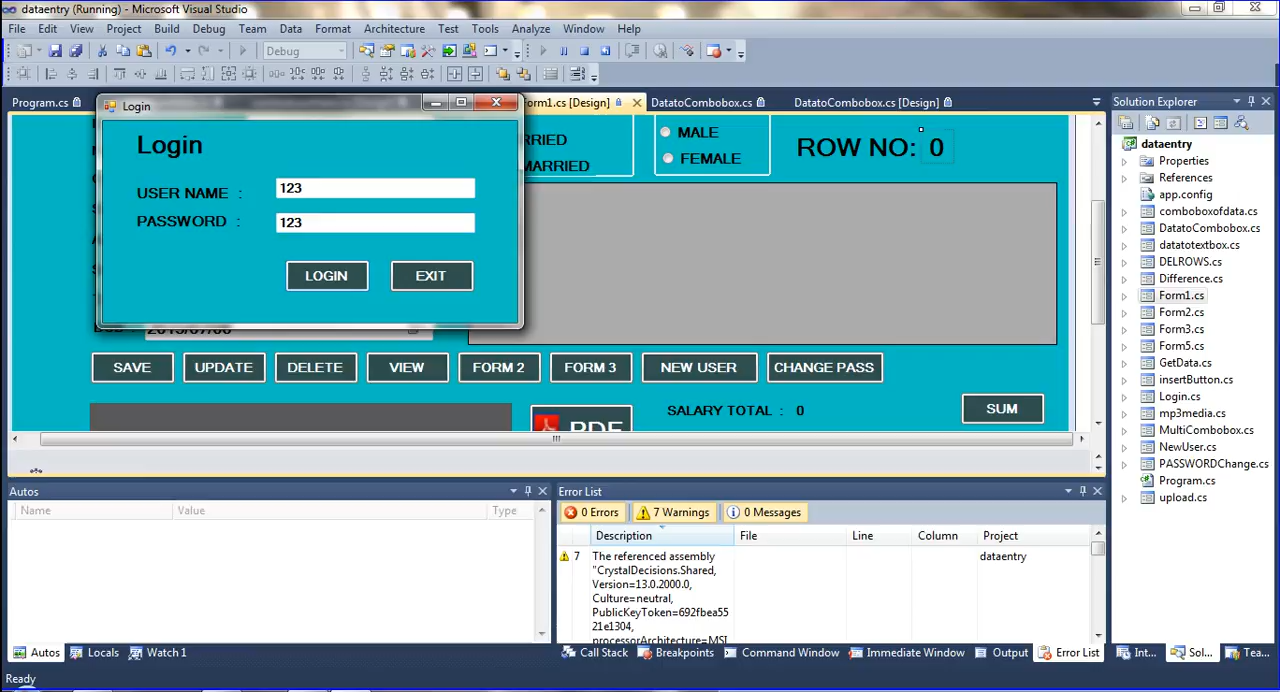 dataentry (Running) - Microsoft Visual Studio
File Edit View Project Build Debug Team Data Format Architecture Test Tools Analyze Window Help
Debug
Program.cs
orm1.cs [Design]
DatatoCombobox.cs
DatatoCombobox.cs [Design]
Login
Login
USER NAME : 123
PASSWORD : 123
LOGIN EXIT
RRIED
MARRIED
MALE
FEMALE
ROW NO: 0
SAVE UPDATE DELETE VIEW FORM 2 FORM 3 NEW USER CHANGE PASS
PDF
SALARY TOTAL : 0
SUM
Solution Explorer
dataentry
Properties
References
app.config
comboboxofdata.cs
DatatoCombobox.cs
datatotextbox.cs
DELROWS.cs
Difference.cs
Form1.cs
Form2.cs
Form3.cs
Form5.cs
GetData.cs
insertButton.cs
Login.cs
mp3media.cs
MultiCombobox.cs
NewUser.cs
PASSWORDChange.cs
Program.cs
upload.cs
Autos
Name Value Type
Error List
0 Errors 7 Warnings 0 Messages
Description File Line Column Project
7 The referenced assembly dataentry
"CrystalDecisions.Shared,
Version=13.0.2000.0,
Culture=neutral,
PublicKeyToken=692fbea55
21e1304,
processorArchitecture=MSI
Autos Locals Watch 1
Call Stack Breakpoints Command Window Immediate Window Output Error List
Int... Sol... Tea...
Ready